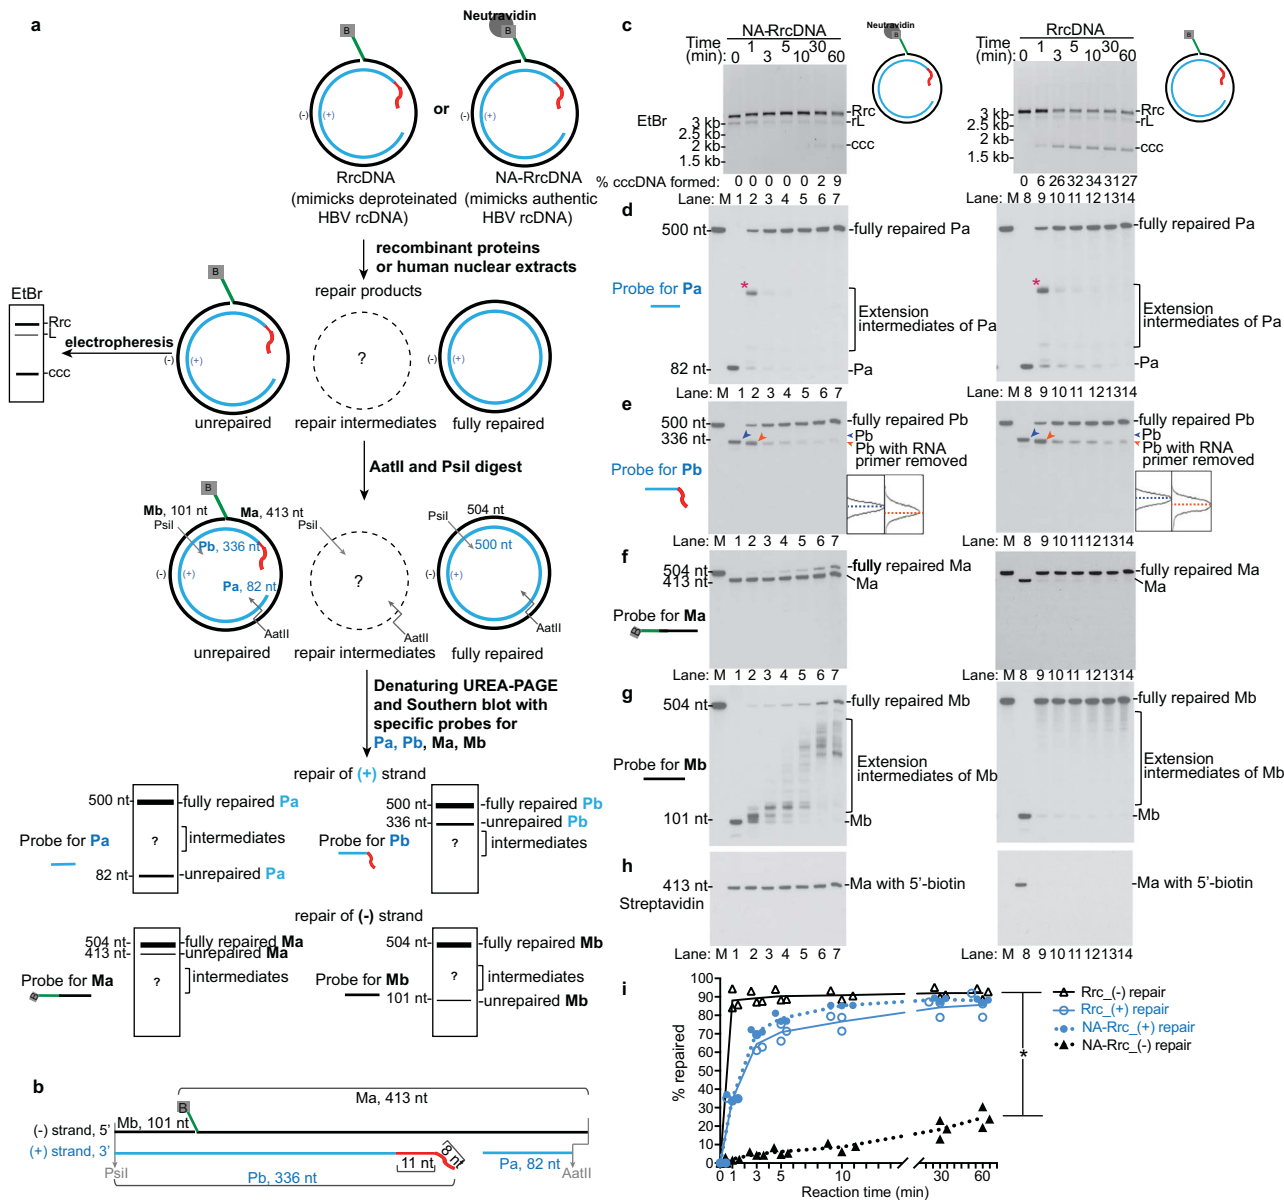 a
Neutravidin
B
B
(-)
(+)
or
(-)
(+)
RrcDNA
(mimicks deproteinated
HBV rcDNA)
NA-RrcDNA
(mimicks authentic
HBV rcDNA)
recombinant proteins
or human nuclear extracts
repair products
EtBr
Rrc
L
ccc
electropheresis
B
(-)
(+)
?
(-)
(+)
unrepaired
repair intermediates
fully repaired
AatII and PsiI digest
B
Mb, 101 nt
Ma, 413 nt
PsiI
Pb, 336 nt
(-)
(+)
Pa, 82 nt
AatII
PsiI
?
AatII
504 nt
PsiI
500 nt
(-)
(+)
AatII
unrepaired
repair intermediates
fully repaired
Denaturing UREA-PAGE
and Southern blot with
specific probes for
Pa, Pb, Ma, Mb
repair of (+) strand
500 nt
fully repaired Pa
Probe for Pa
?
intermediates
82 nt
unrepaired Pa
500 nt
fully repaired Pb
336 nt
unrepaired Pb
Probe for Pb
?
intermediates
repair of (-) strand
504 nt
fully repaired Ma
413 nt
unrepaired Ma
Probe for Ma
B
?
intermediates
504 nt
fully repaired Mb
Probe for Mb
?
intermediates
101 nt
unrepaired Mb
b
Ma, 413 nt
B
Mb, 101 nt
(-) strand, 5'
(+) strand, 3'
PsiI
11 nt
8 nt
Pa, 82 nt
AatII
Pb, 336 nt
c
NA-RrcDNA
Time
(min):
0 1 3 5 10 30 60
Neutravidin
B
EtBr
3 kb
2.5 kb
2 kb
1.5 kb
Rrc
rL
ccc
% cccDNA formed: 0 0 0 0 0 2 9
Lane: M 1 2 3 4 5 6 7
RrcDNA
Time
(min):
0 1 3 5 10 30 60
B
3 kb
2.5 kb
2 kb
1.5 kb
Rrc
rL
ccc
0 6 26 32 34 31 27
Lane: M 8 9 10 11 12 13 14
d
500 nt
fully repaired Pa
*
Probe for Pa
Extension
intermediates of Pa
82 nt
Pa
Lane: M 1 2 3 4 5 6 7
fully repaired Pa
*
Extension
intermediates of Pa
Pa
Lane: M 8 9 10 11 12 13 14
e
500 nt
336 nt
fully repaired Pb
Pb
Pb with RNA
primer removed
Probe for Pb
Lane: M 1 2 3 4 5 6 7
fully repaired Pb
Pb
Pb with RNA
primer removed
Lane: M 8 9 10 11 12 13 14
f
504 nt
413 nt
fully repaired Ma
Ma
Probe for Ma
B
Lane: M 1 2 3 4 5 6 7
fully repaired Ma
Ma
Lane: M 8 9 10 11 12 13 14
g
504 nt
fully repaired Mb
Probe for Mb
Extension
intermediates of Mb
101 nt
Mb
fully repaired Mb
Extension
intermediates of Mb
Mb
h
413 nt
Streptavidin
Ma with 5'-biotin
Lane: M 1 2 3 4 5 6 7
Ma with 5'-biotin
Lane: M 8 9 10 11 12 13 14
i
% repaired
100
90
80
70
60
50
40
30
20
10
0
0 1 3 5 10 30 60
Reaction time (min)
*
Rrc_(-) repair
Rrc_(+) repair
NA-Rrc_(+) repair
NA-Rrc_(-) repair